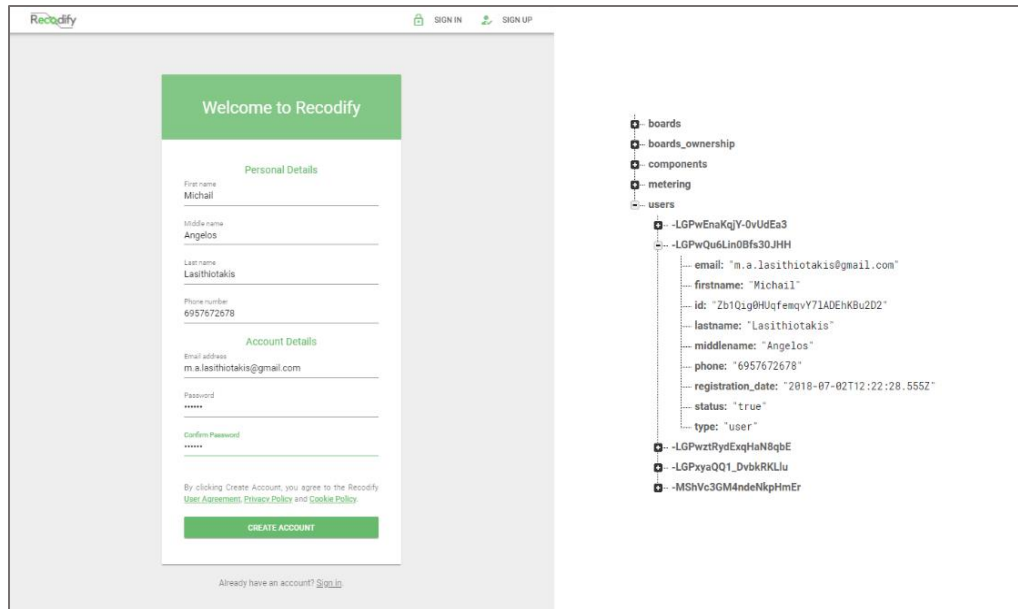 Recodify
SIGN IN
SIGN UP
Welcome to Recodify
Personal Details
First name
Michail
Middle name
Angelos
Last name
Lasithiotakis
Phone number
6957672678
Account Details
Email address
m.a.lasithiotakis@gmail.com
Password
••••••
Confirm Password
••••••
By clicking Create Account, you agree to the Recodify
User Agreement, Privacy Policy and Cookie Policy.
CREATE ACCOUNT
Already have an account? Sign in.
boards
boards_ownership
components
metering
users
-LGPwEnaKqjY-0vUdEa3
-LGPwQu6Lin0Bfs30JHH
email: "m.a.lasithiotakis@gmail.com"
firstname: "Michail"
id: "Zb1Qig0HUqfemqvY7lADEhKBu2D2"
lastname: "Lasithiotakis"
middlename: "Angelos"
phone: "6957672678"
registration_date: "2018-07-02T12:22:28.555Z"
status: "true"
type: "user"
-LGPwztRydExqHaN8qbE
-LGPxyaQQ1_DvbkRKLlu
-MShVc3GM4ndeNkpHmEr